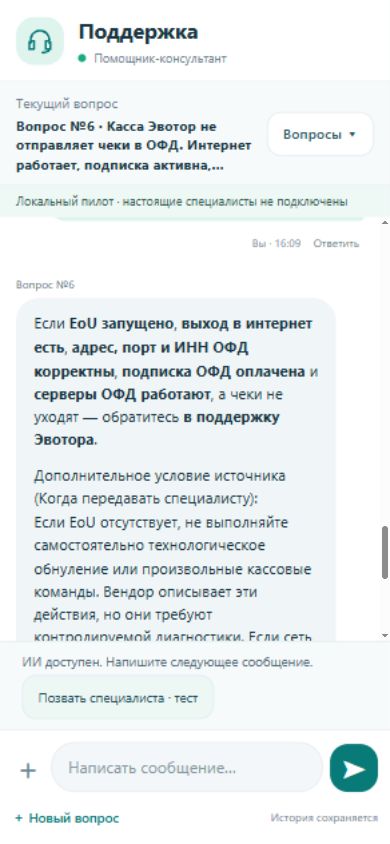 Поддержка
Помощник-консультант
Текущий вопрос
Вопрос №6 · Касса Эвотор не
отправляет чеки в ОФД. Интернет
работает, подписка активна,...
Вопросы ▾
Локальный пилот · настоящие специалисты не подключены
Вы · 16:09 Ответить
Вопрос №6
Если EoU запущено, выход в интернет
есть, адрес, порт и ИНН ОФД
корректны, подписка ОФД оплачена и
серверы ОФД работают, а чеки не
уходят — обратитесь в поддержку
Эвотора.
Дополнительное условие источника
(Когда передавать специалисту):
Если EoU отсутствует, не выполняйте
самостоятельно технологическое
обнуление или произвольные кассовые
команды. Вендор описывает эти
действия, но они требуют
контролируемой диагностики. Если сеть
ИИ доступен. Напишите следующее сообщение.
Позвать специалиста · тест
+ Написать сообщение...
+ Новый вопрос
История сохраняется